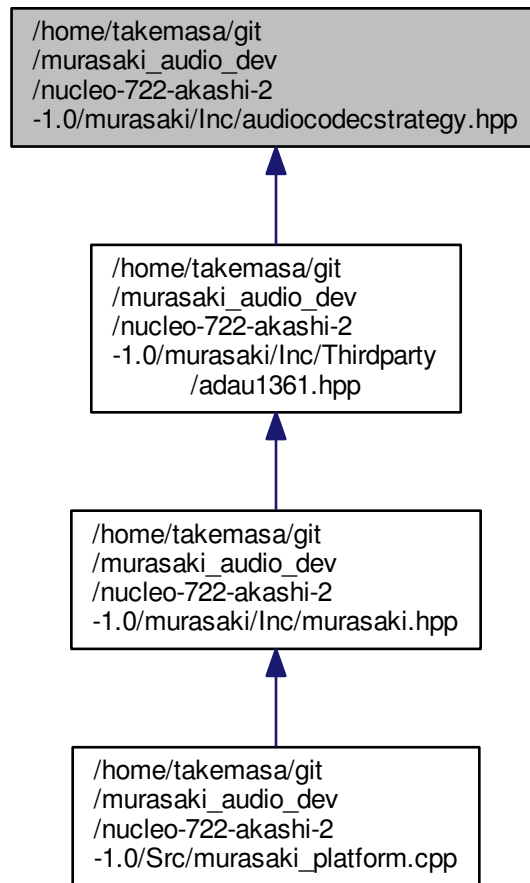 /home/takemasa/git
/murasaki_audio_dev
/nucleo-722-akashi-2
-1.0/murasaki/Inc/audiocodecstrategy.hpp
/home/takemasa/git
/murasaki_audio_dev
/nucleo-722-akashi-2
-1.0/murasaki/Inc/Thirdparty
/adau1361.hpp
/home/takemasa/git
/murasaki_audio_dev
/nucleo-722-akashi-2
-1.0/murasaki/Inc/murasaki.hpp
/home/takemasa/git
/murasaki_audio_dev
/nucleo-722-akashi-2
-1.0/Src/murasaki_platform.cpp